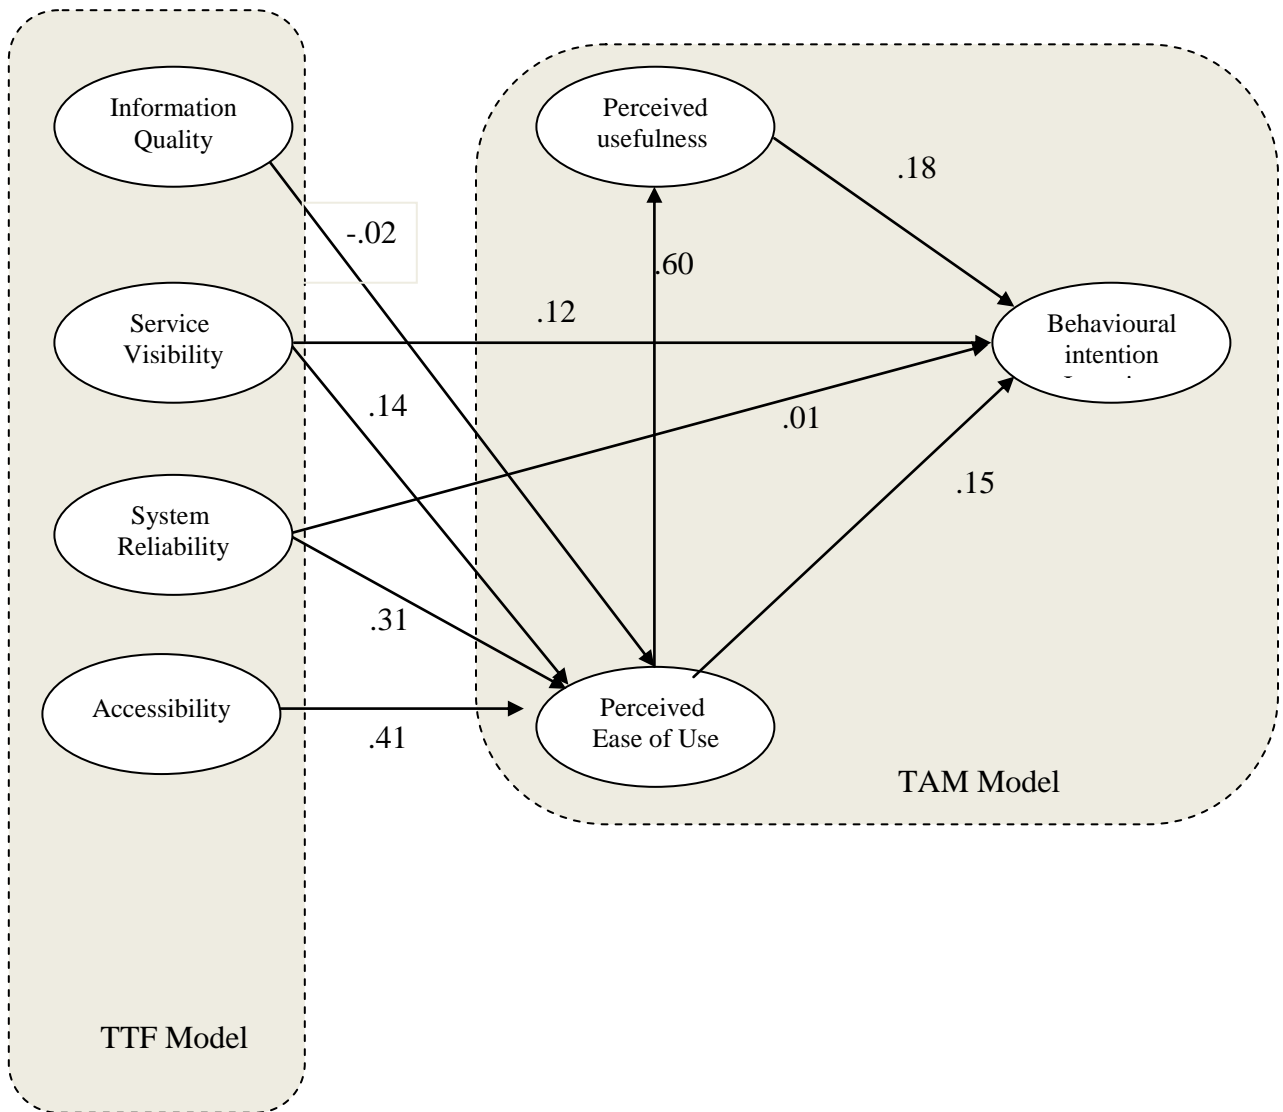 Information
Quality
Perceived
usefulness
.18
-.02
.60
.12
Service
Visibility
Behavioural
intention
.14
.01
System
Reliability
.15
.31
Accessibility
.41
Perceived
Ease of Use
TAM Model
TTF Model